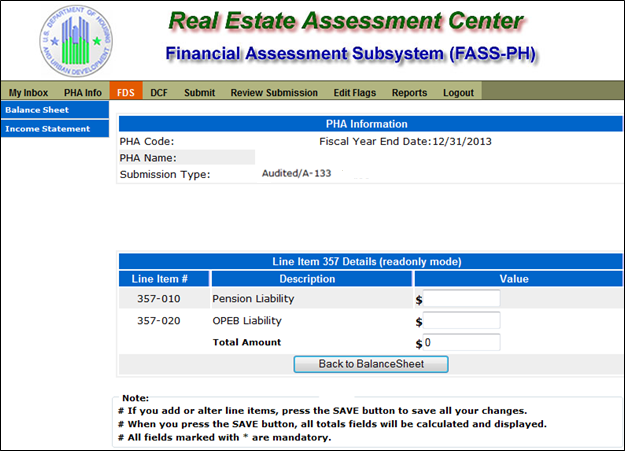 Real Estate Assessment Center
U.S. DEPARTMENT OF HOUSING AND URBAN DEVELOPMENT
Financial Assessment Subsystem (FASS-PH)
My Inbox PHA Info FDS DCF Submit Review Submission Edit Flags Reports Logout
Balance Sheet
Income Statement
PHA Information
PHA Code: Fiscal Year End Date:12/31/2013
PHA Name:
Submission Type: Audited/A-133
Line Item 357 Details (readonly mode)
Line Item # Description Value
357-010 Pension Liability $
357-020 OPEB Liability $
Total Amount $ 0
Back to BalanceSheet
Note:
# If you add or alter line items, press the SAVE button to save all your changes.
# When you press the SAVE button, all totals fields will be calculated and displayed.
# All fields marked with * are mandatory.